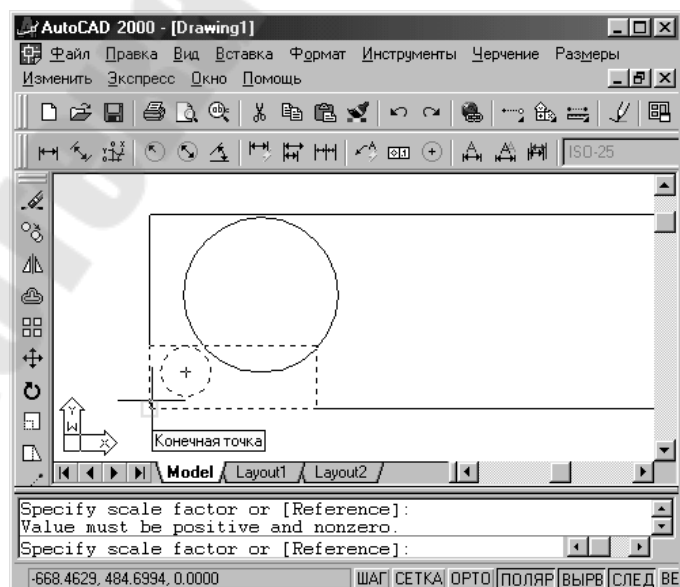 AutoCAD 2000 - [Drawing1]
Файл Правка Вид Вставка Формат Инструменты Черчение Размеры
Изменить Экспресс Окно Помощь
ISO-25
Y
W
X
Конечная точка
Model Layout1 Layout2
Specify scale factor or [Reference]:
Value must be positive and nonzero.
Specify scale factor or [Reference]:
-668.4629, 484.6994, 0.0000 ШАГ СЕТКА ОРТО ПОЛЯР ВЫРВ СЛЕД ВЕ